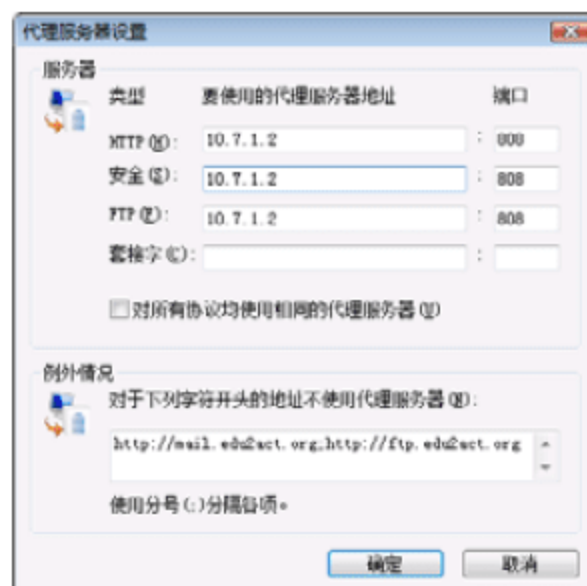 代理服务器设置
服务器
类型 要使用的代理服务器地址 端口
HTTP(H): 10.7.1.2 : 808
安全(S): 10.7.1.2 : 808
FTP(F): 10.7.1.2 : 808
套接字(C): :
对所有协议均使用相同的代理服务器(U)
例外情况
对于下列字符开头的地址不使用代理服务器(N):
http://mail.edu2act.org,http://ftp.edu2act.org
使用分号(;)分隔各项。
确定 取消